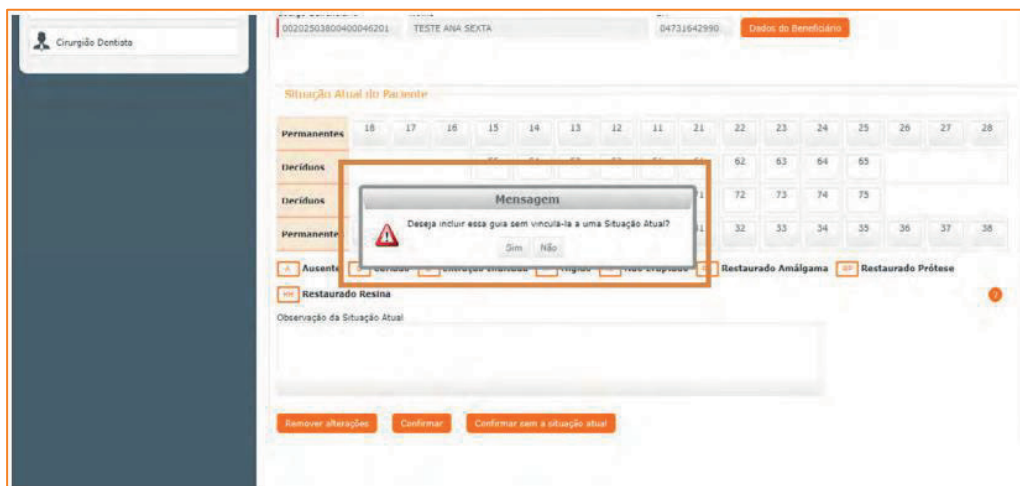 Cirurgião Dentista
00202503800400046201 TESTE ANA SEXTA 04731642990 Dados do Beneficiário
Situação Atual do Paciente
Permanentes 18 17 16 15 14 13 12 11 21 22 23 24 25 26 27 28
Decíduos 62 63 64 65
Mensagem
Decíduos 72 73 74 75
Deseja incluir essa guia sem vinculá-la a uma Situação Atual?
Permanente 32 33 34 35 36 37 38
Sim Não
A Ausente Restaurado Amálgama RP Restaurado Prótese
Restaurado Resina
?
Observação da Situação Atual
Remover alterações Confirmar Confirmar sem a situação atual